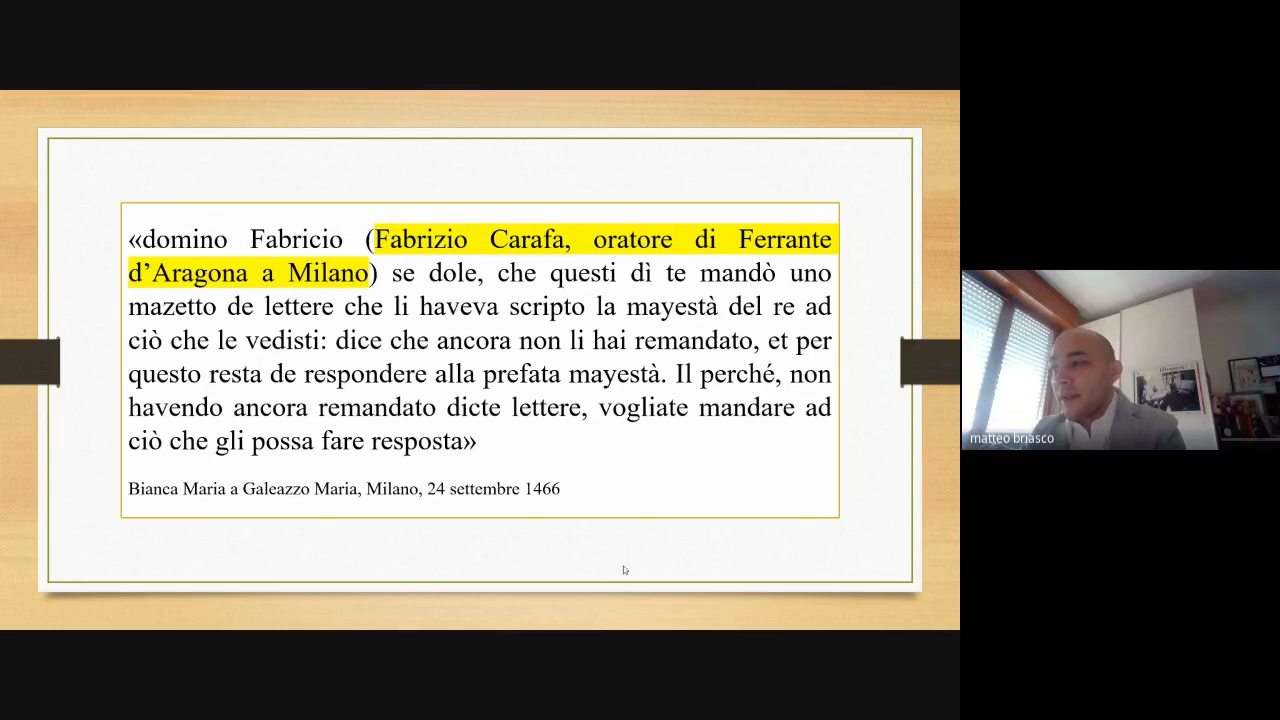 «domino Fabricio (Fabrizio Carafa, oratore di Ferrante
d’Aragona a Milano) se dole, che questi dì te mandò uno
mazetto de lettere che li haveva scripto la mayestà del re ad
ciò che le vedisti: dice che ancora non li hai remandato, et per
questo resta de respondere alla prefata mayestà. Il perché, non
havendo ancora remandato dicte lettere, vogliate mandare ad
ciò che gli possa fare resposta»
Bianca Maria a Galeazzo Maria, Milano, 24 settembre 1466
matteo briasco